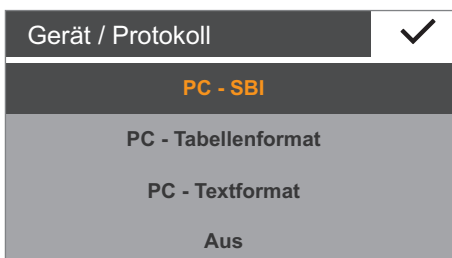 Gerät / Protokoll
PC - SBI
PC - Tabellenformat
PC - Textformat
Aus